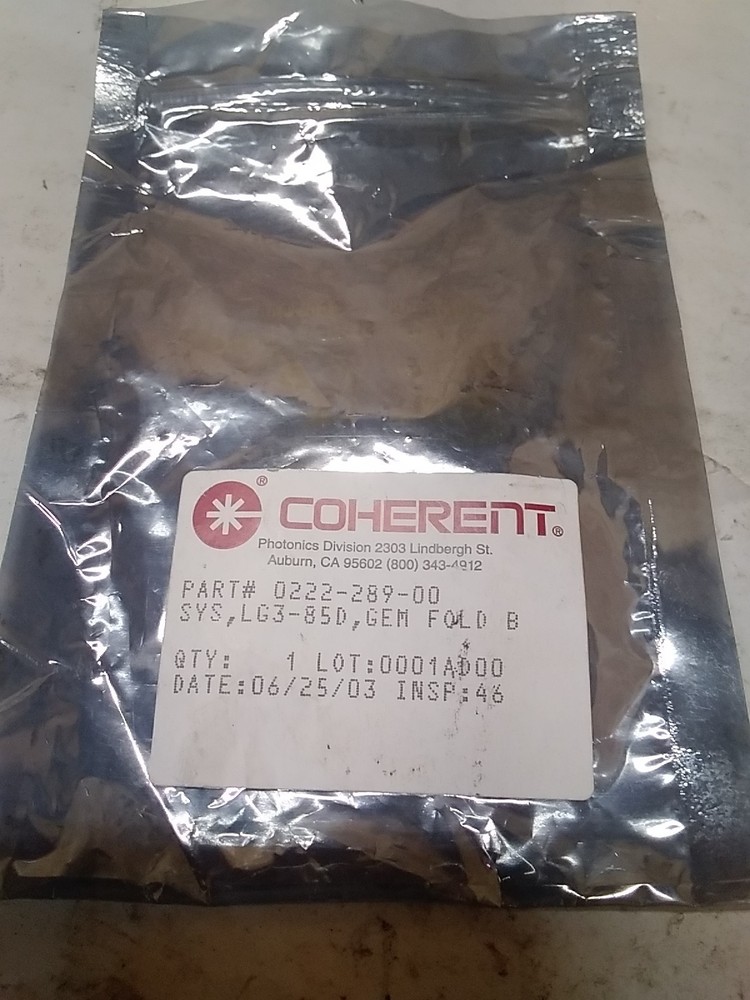 ® COHERENT®
Photonics Division 2303 Lindbergh St.
Auburn, CA 95602 (800) 343-4912
PART# 0222-289-00
SYS,LG3-85D,GEM FOLD B
QTY: 1 LOT:0001AD00
DATE:06/25/03 INSP:46